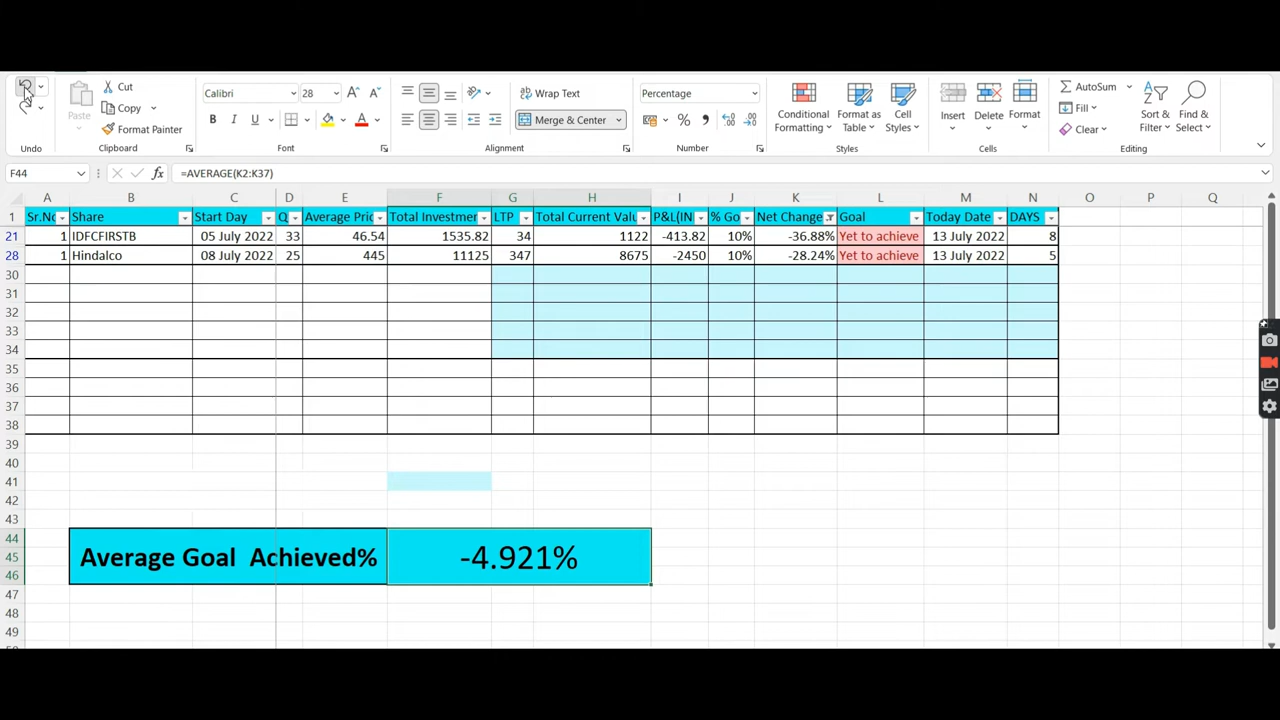 Cut
Copy
Format Painter
Paste
Undo
Clipboard
Calibri
28
B I U
A
Font
Wrap Text
Merge & Center
Alignment
Percentage
%
Number
Conditional Formatting
Format as Table
Cell Styles
Styles
Insert
Delete
Format
Cells
AutoSum
Fill
Clear
Sort & Filter
Find & Select
Editing
F44
fx
=AVERAGE(K2:K37)
A B C D E F G H I J K L M N O P Q
1 Sr.No Share Start Day Q Average Pric Total Investmen LTP Total Current Valu P&L(IN % Go Net Change Goal Today Date DAYS
21 1 IDFCFIRSTB 05 July 2022 33 46.54 1535.82 34 1122 -413.82 10% -36.88% Yet to achieve 13 July 2022 8
28 1 Hindalco 08 July 2022 25 445 11125 347 8675 -2450 10% -28.24% Yet to achieve 13 July 2022 5
30
31
32
33
34
35
36
37
38
39
40
41
42
43
44
45 Average Goal Achieved% -4.921%
46
47
48
49